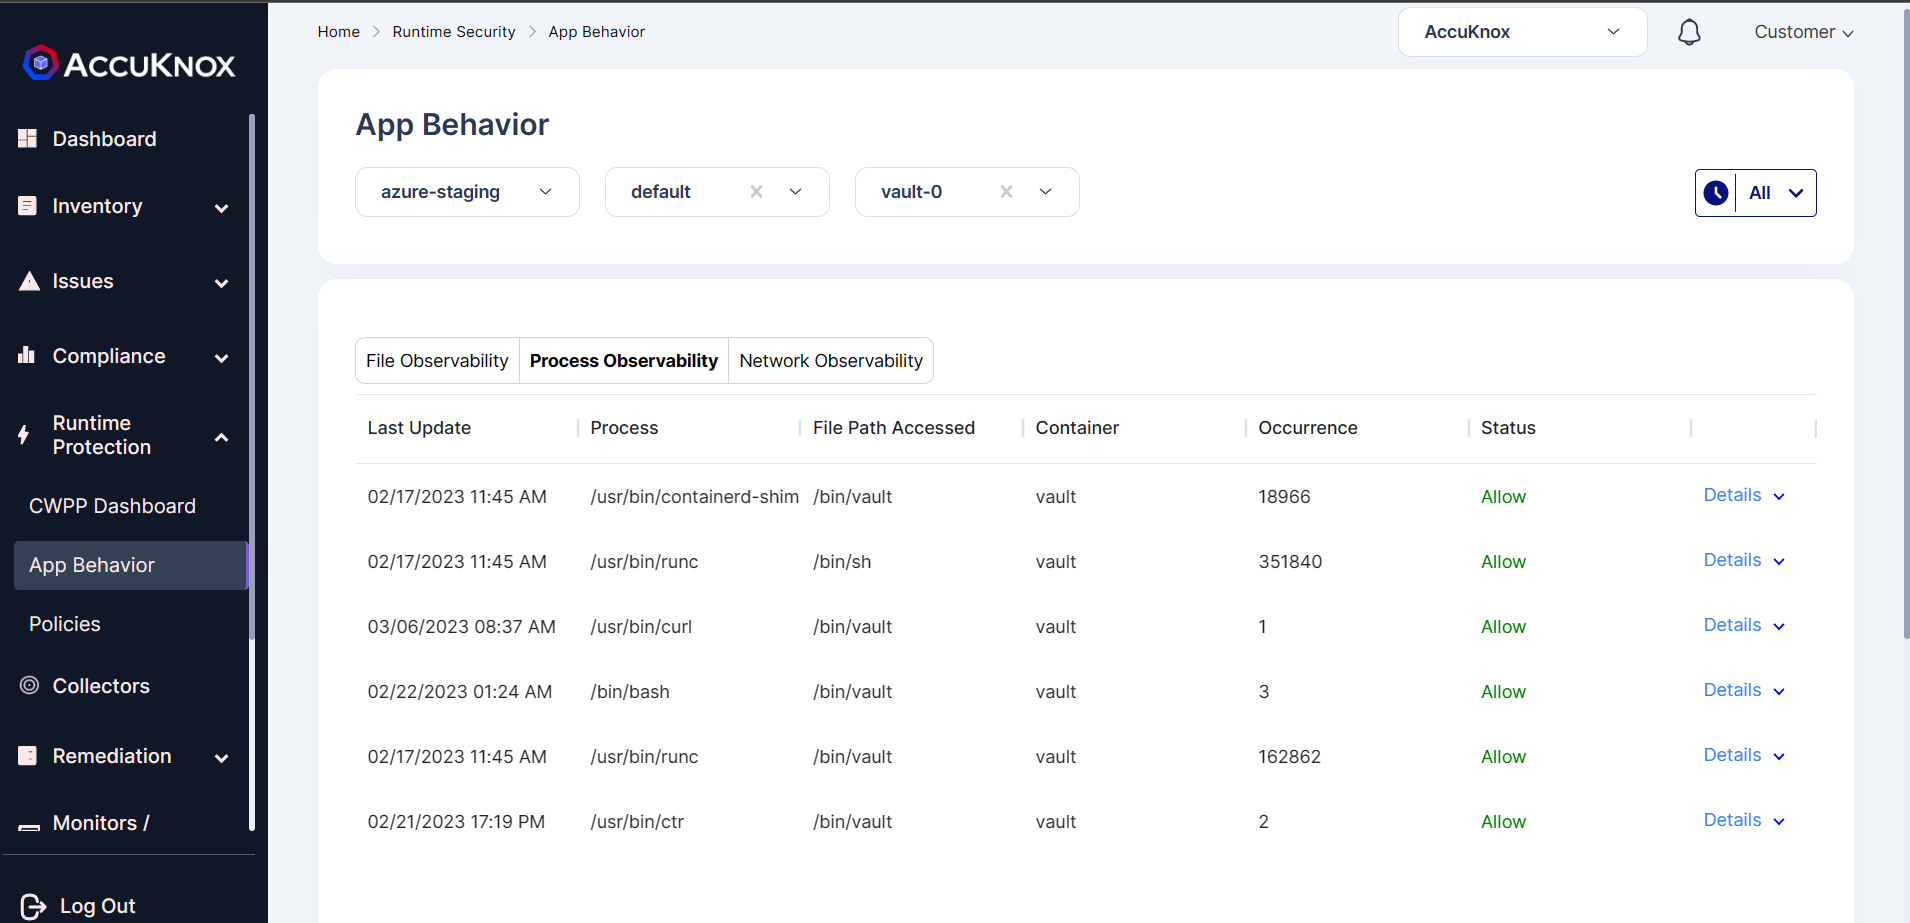 ACCUKNOX
Dashboard
Inventory
Issues
Compliance
Runtime
Protection
CWPP Dashboard
App Behavior
Policies
Collectors
Remediation
Monitors /
Log Out
Home > Runtime Security > App Behavior
AccuKnox
Customer
App Behavior
azure-staging
default
vault-0
All
File Observability Process Observability Network Observability
Last Update Process File Path Accessed Container Occurrence Status
02/17/2023 11:45 AM /usr/bin/containerd-shim /bin/vault vault 18966 Allow Details
02/17/2023 11:45 AM /usr/bin/runc /bin/sh vault 351840 Allow Details
03/06/2023 08:37 AM /usr/bin/curl /bin/vault vault 1 Allow Details
02/22/2023 01:24 AM /bin/bash /bin/vault vault 3 Allow Details
02/17/2023 11:45 AM /usr/bin/runc /bin/vault vault 162862 Allow Details
02/21/2023 17:19 PM /usr/bin/ctr /bin/vault vault 2 Allow Details